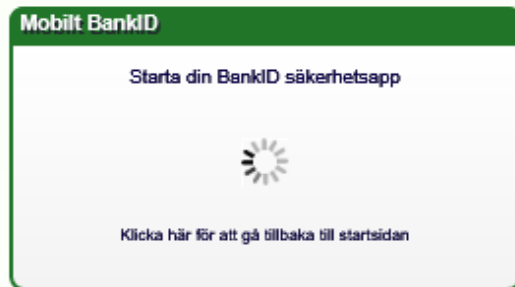 Mobilt BankID
Starta din BankID säkerhetsapp
Klicka här för att gå tillbaka till startsidan